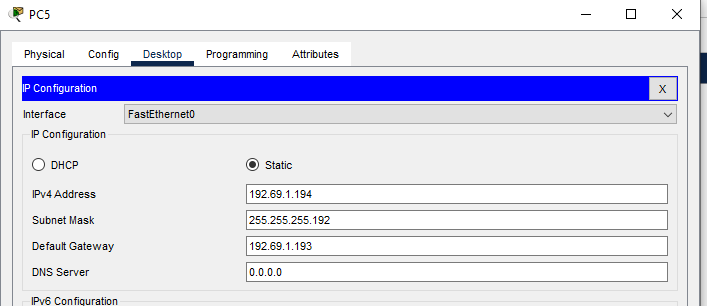 PC5
Physical Config Desktop Programming Attributes
IP Configuration X
Interface FastEthernet0
IP Configuration
DHCP Static
IPv4 Address 192.69.1.194
Subnet Mask 255.255.255.192
Default Gateway 192.69.1.193
DNS Server 0.0.0.0
IPv6 Configuration